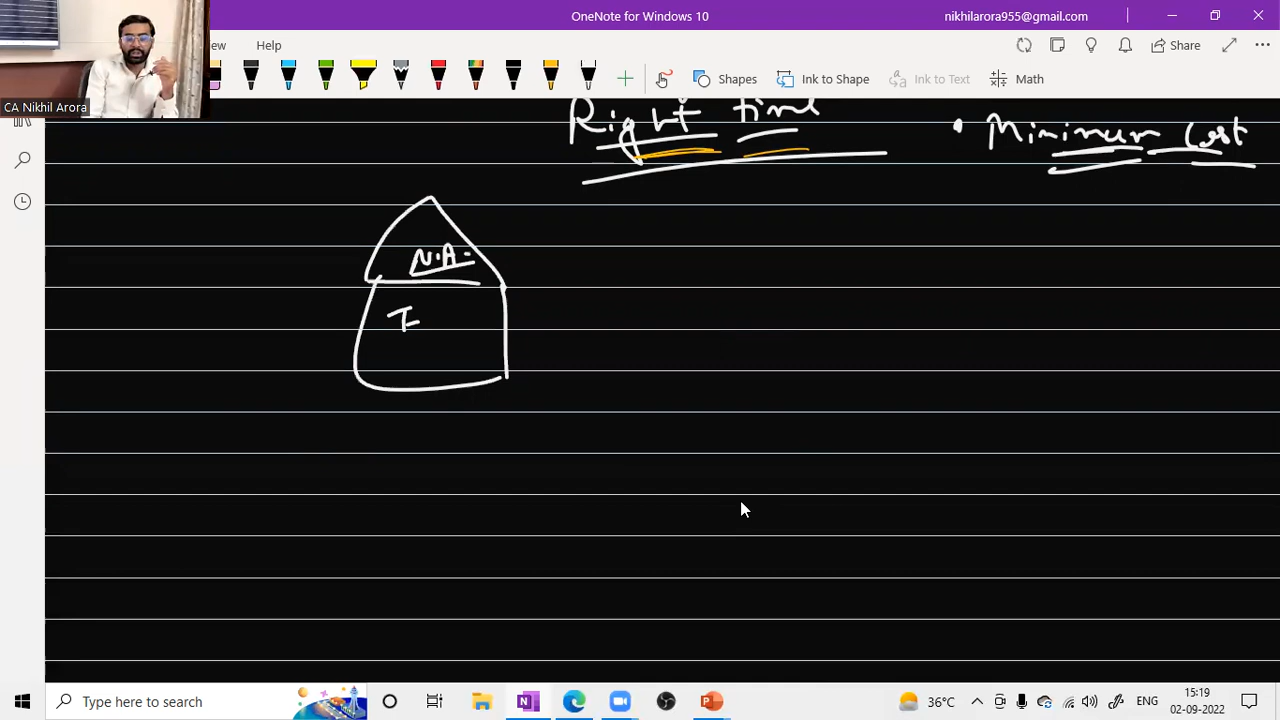 OneNote for Windows 10
nikhilarora955@gmail.com
ew Help
Share
Shapes
Ink to Shape
Ink to Text
Math
CA Nikhil Arora
Right time
• Minimum Cost
N.A.
Type here to search
36°C
ENG
15:19
02-09-2022